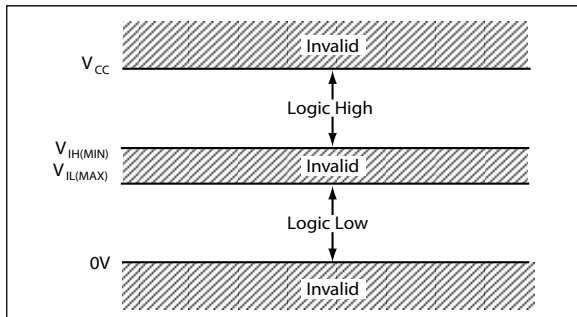 Invalid
V CC
Logic High
V IH(MIN)
Invalid
V IL(MAX)
Logic Low
0V
Invalid